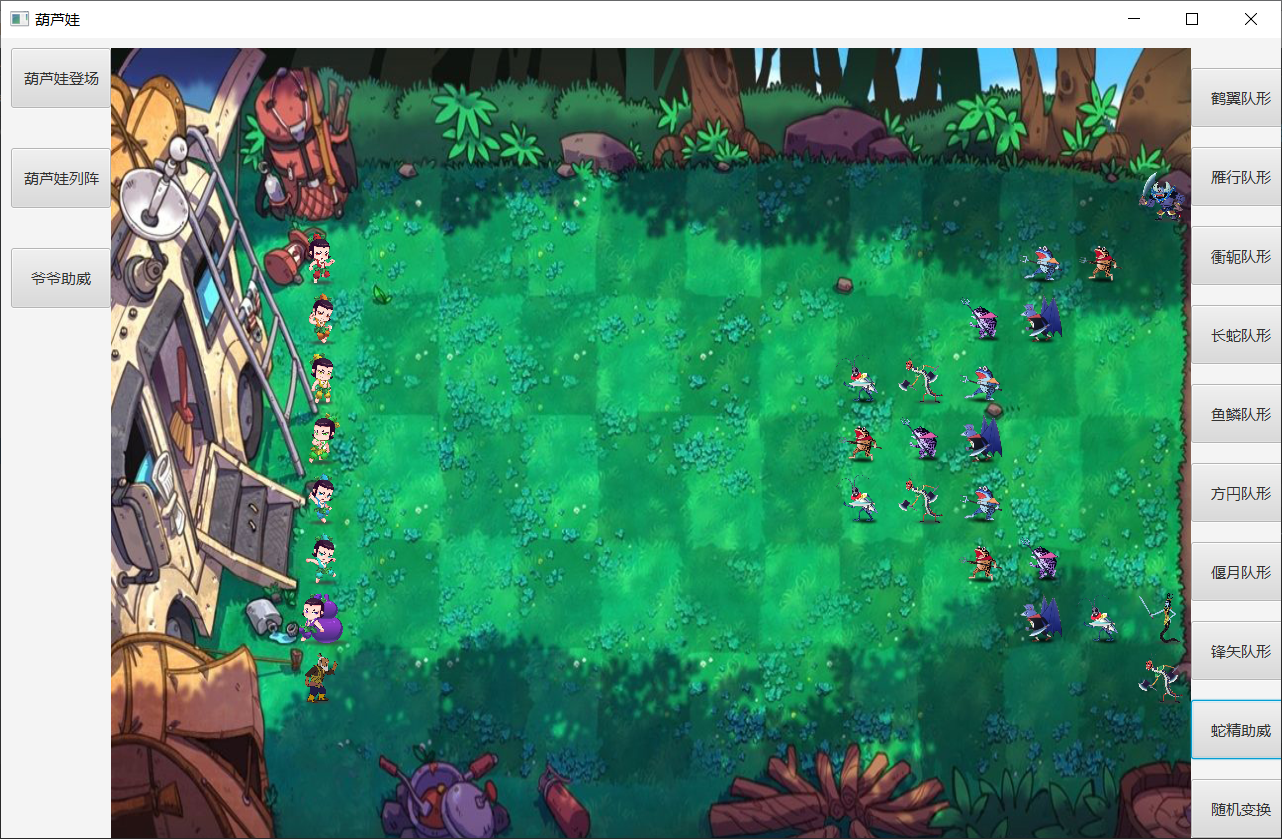 葫芦娃
葫芦娃登场
葫芦娃列阵
爷爷助威
鹤翼队形
雁行队形
衝轭队形
长蛇队形
鱼鳞队形
方円队形
偃月队形
锋矢队形
蛇精助威
随机变换